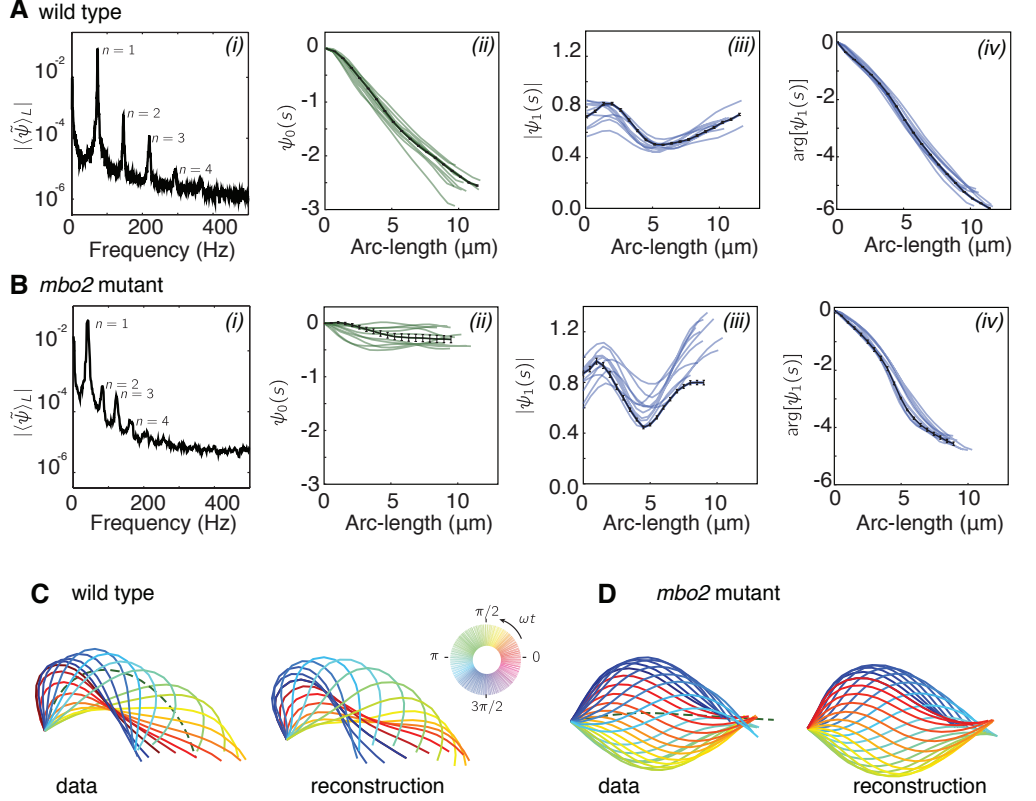 A wild type
(i)
n = 1
n = 2
n = 3
n = 4
10⁻²
10⁻⁴
10⁻⁶
|⟨ψ̃⟩_L|
0
200
400
Frequency (Hz)
(ii)
0
-1
-2
-3
ψ₀(s)
0
5
10
Arc-length (μm)
(iii)
1.2
0.8
0.4
0.0
|ψ₁(s)|
0
5
10
Arc-length (μm)
(iv)
0
-2
-4
-6
arg[ψ₁(s)]
0
5
10
Arc-length (μm)
B mbo2 mutant
(i)
n = 1
n = 2
n = 3
n = 4
10⁻²
10⁻⁴
10⁻⁶
|⟨ψ̃⟩_L|
0
200
400
Frequency (Hz)
(ii)
0
-1
-2
-3
ψ₀(s)
0
5
10
Arc-length (μm)
(iii)
1.2
0.8
0.4
0.0
|ψ₁(s)|
0
5
10
Arc-length (μm)
(iv)
0
-2
-4
-6
arg[ψ₁(s)]
0
5
10
Arc-length (μm)
C wild type
data
reconstruction
π/2
ωt
π
0
3π/2
D mbo2 mutant
data
reconstruction